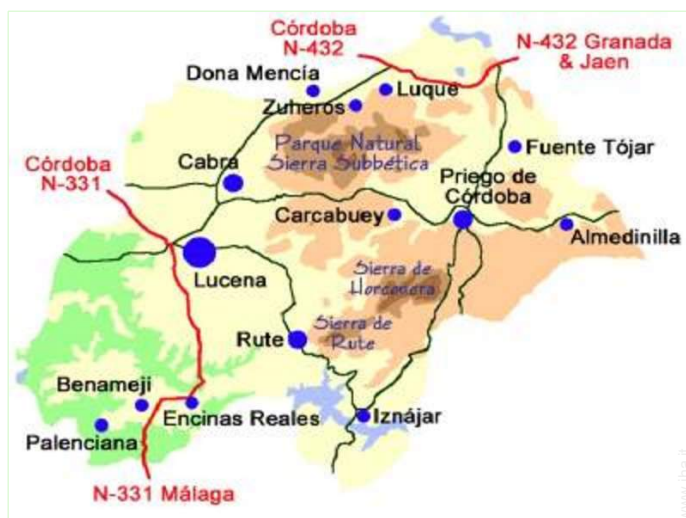 Córdoba
N-432
N-432 Granada
& Jaen
Dona Mencía
Luque
Zuheros
Parque Natural
Sierra Subbética
Fuente Tójar
Córdoba
N-331
Cabra
Priego de
Córdoba
Carcabuey
Almedinilla
Lucena
Sierra de
Horconera
Sierra de
Rute
Rute
Benameji
Encinas Reales
Iznájar
Palenciana
N-331 Málaga